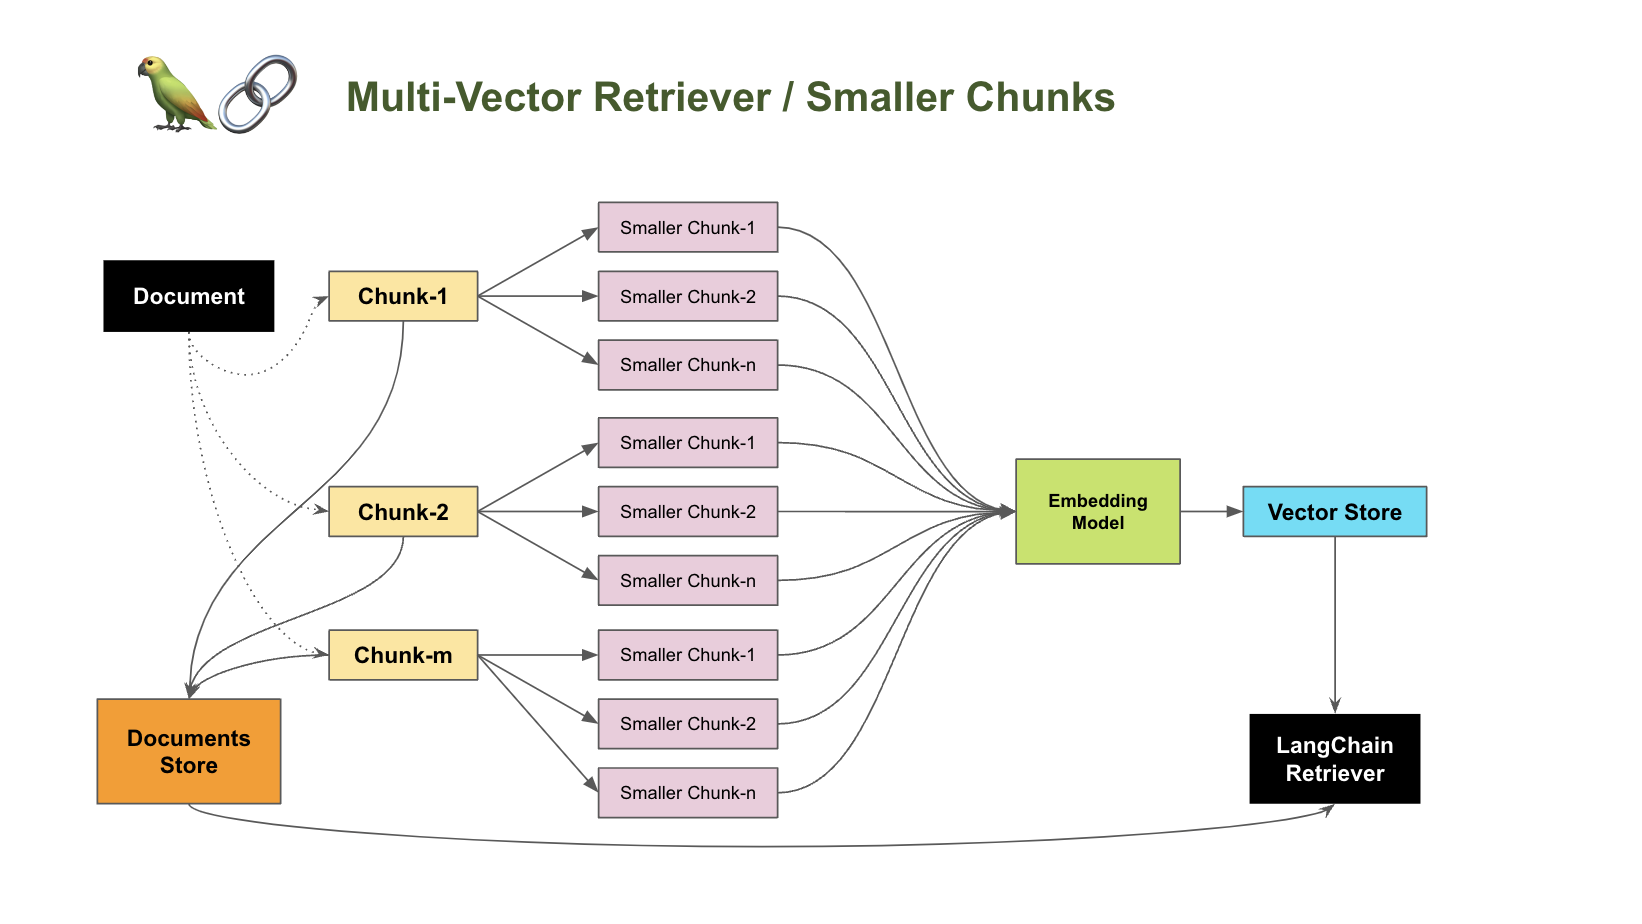 Multi-Vector Retriever / Smaller Chunks
Document
Chunk-1
Smaller Chunk-1
Smaller Chunk-2
Smaller Chunk-n
Chunk-2
Smaller Chunk-1
Smaller Chunk-2
Smaller Chunk-n
Chunk-m
Smaller Chunk-1
Smaller Chunk-2
Smaller Chunk-n
Embedding
Model
Vector Store
Documents
Store
LangChain
Retriever